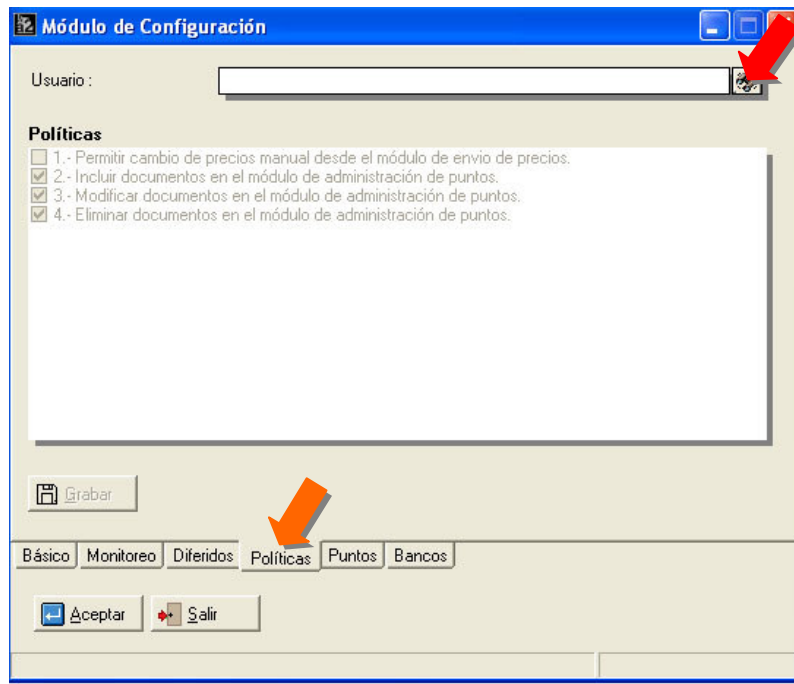 Módulo de Configuración
Usuario :
Políticas
1.- Permitir cambio de precios manual desde el módulo de envio de precios.
2.- Incluir documentos en el módulo de administración de puntos.
3.- Modificar documentos en el módulo de administración de puntos.
4.- Eliminar documentos en el módulo de administración de puntos.
Grabar
Básico Monitoreo Diferidos Políticas Puntos Bancos
Aceptar Salir